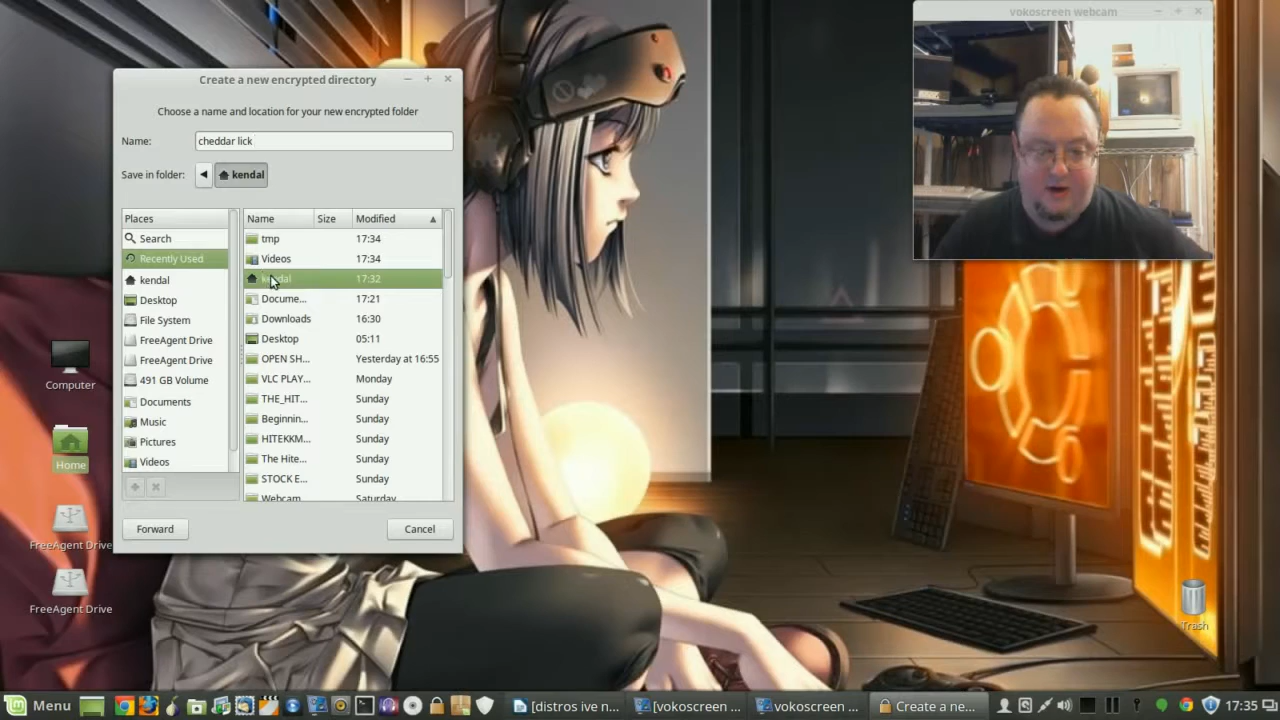 vokoscreen webcam
Create a new encrypted directory
Choose a name and location for your new encrypted folder
Name: cheddar lick
Save in folder: kendal
Places
Search
Recently Used
kendal
Desktop
File System
FreeAgent Drive
FreeAgent Drive
491 GB Volume
Documents
Music
Pictures
Videos
Name Size Modified
tmp 17:34
Videos 17:34
kendal 17:32
Docume... 17:21
Downloads 16:30
Desktop 05:11
OPEN SH... Yesterday at 16:55
VLC PLAY... Monday
THE_HIT... Sunday
Beginnin... Sunday
HITEKKM... Sunday
The Hite... Sunday
STOCK E... Sunday
Webcam Saturday
Forward Cancel
Computer
Home
FreeAgent Drive
FreeAgent Drive
Trash
Menu [distros ive n... [vokoscreen ... vokoscreen ... Create a ne... 17:35